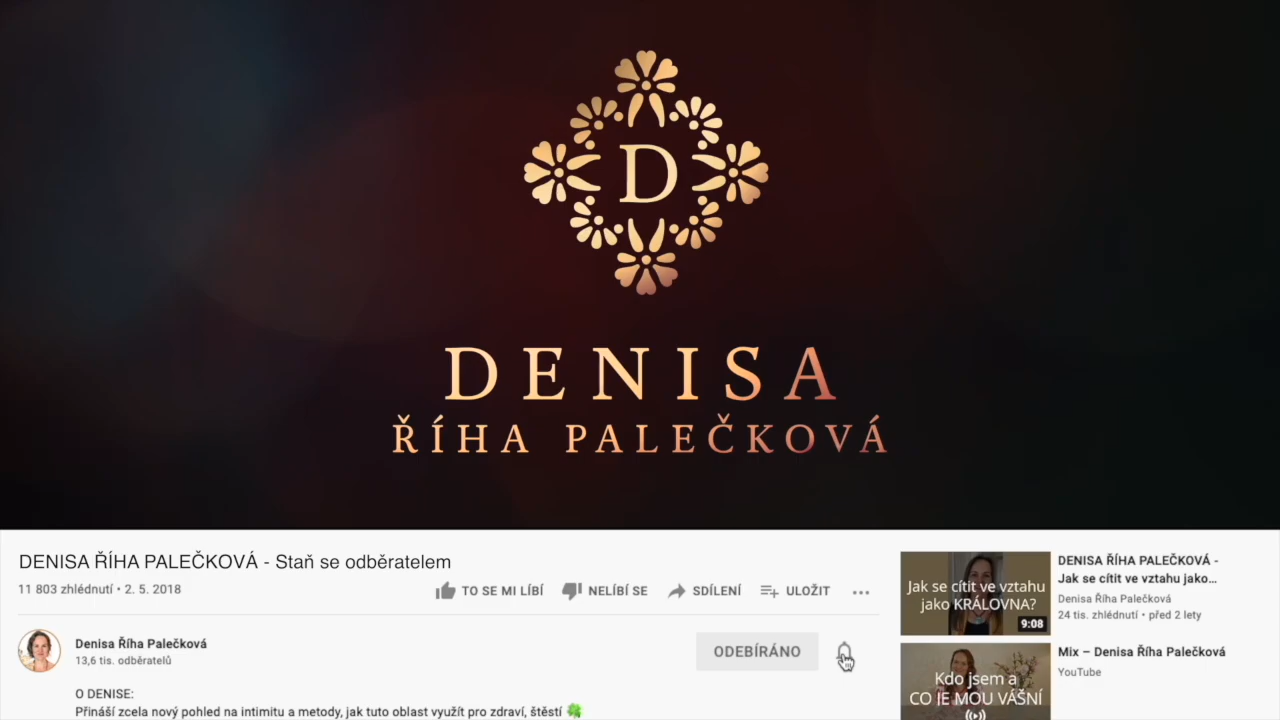 D
DENISA
ŘÍHA PALEČKOVÁ
DENISA ŘÍHA PALEČKOVÁ - Staň se odběratelem
11 803 zhlédnutí • 2. 5. 2018
TO SE MI LÍBÍ
NELÍBÍ SE
SDÍLENÍ
ULOŽIT
Denisa Říha Palečková
13,6 tis. odběratelů
ODEBÍRÁNO
O DENISE:
Přináší zcela nový pohled na intimitu a metody, jak tuto oblast využít pro zdraví, štěstí 🍀
Jak se cítit ve vztahu
jako KRÁLOVNA?
9:08
DENISA ŘÍHA PALEČKOVÁ -
Jak se cítit ve vztahu jako...
Denisa Říha Palečková
24 tis. zhlédnutí • před 2 lety
Kdo jsem a
CO JE MOU VÁŠNÍ
Mix – Denisa Říha Palečková
YouTube